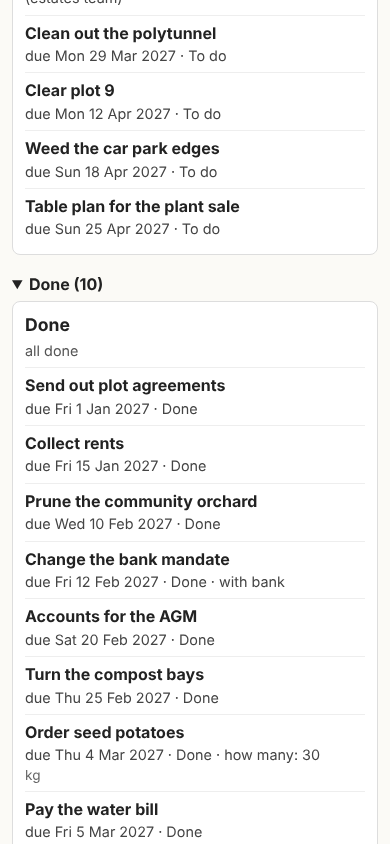 (estates team)
Clean out the polytunnel
due Mon 29 Mar 2027 · To do
Clear plot 9
due Mon 12 Apr 2027 · To do
Weed the car park edges
due Sun 18 Apr 2027 · To do
Table plan for the plant sale
due Sun 25 Apr 2027 · To do
▼ Done (10)
Done
all done
Send out plot agreements
due Fri 1 Jan 2027 · Done
Collect rents
due Fri 15 Jan 2027 · Done
Prune the community orchard
due Wed 10 Feb 2027 · Done
Change the bank mandate
due Fri 12 Feb 2027 · Done · with bank
Accounts for the AGM
due Sat 20 Feb 2027 · Done
Turn the compost bays
due Thu 25 Feb 2027 · Done
Order seed potatoes
due Thu 4 Mar 2027 · Done · how many: 30
kg
Pay the water bill
due Fri 5 Mar 2027 · Done